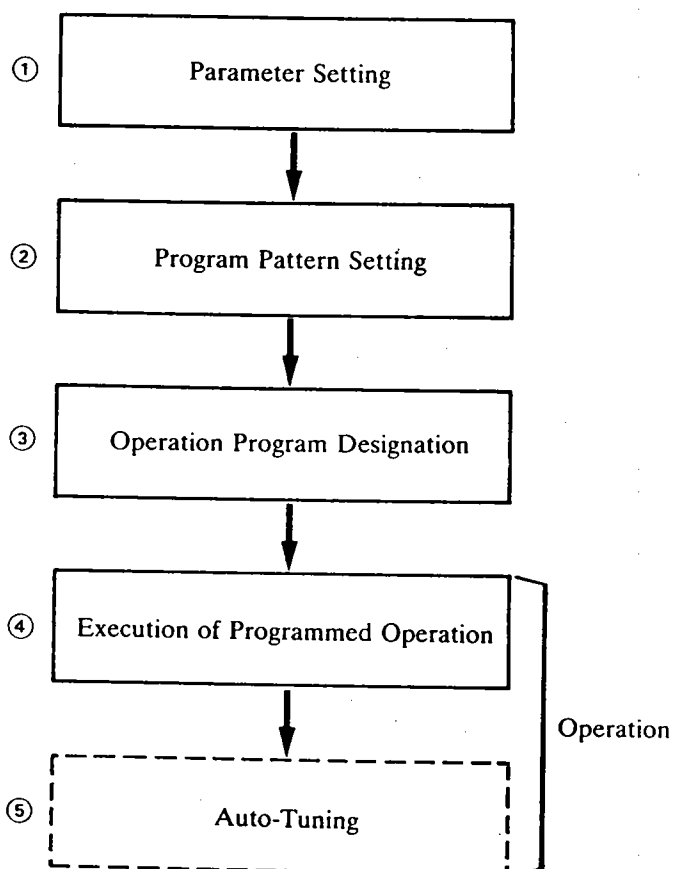 ① Parameter Setting
② Program Pattern Setting
③ Operation Program Designation
④ Execution of Programmed Operation
Operation
⑤ Auto-Tuning